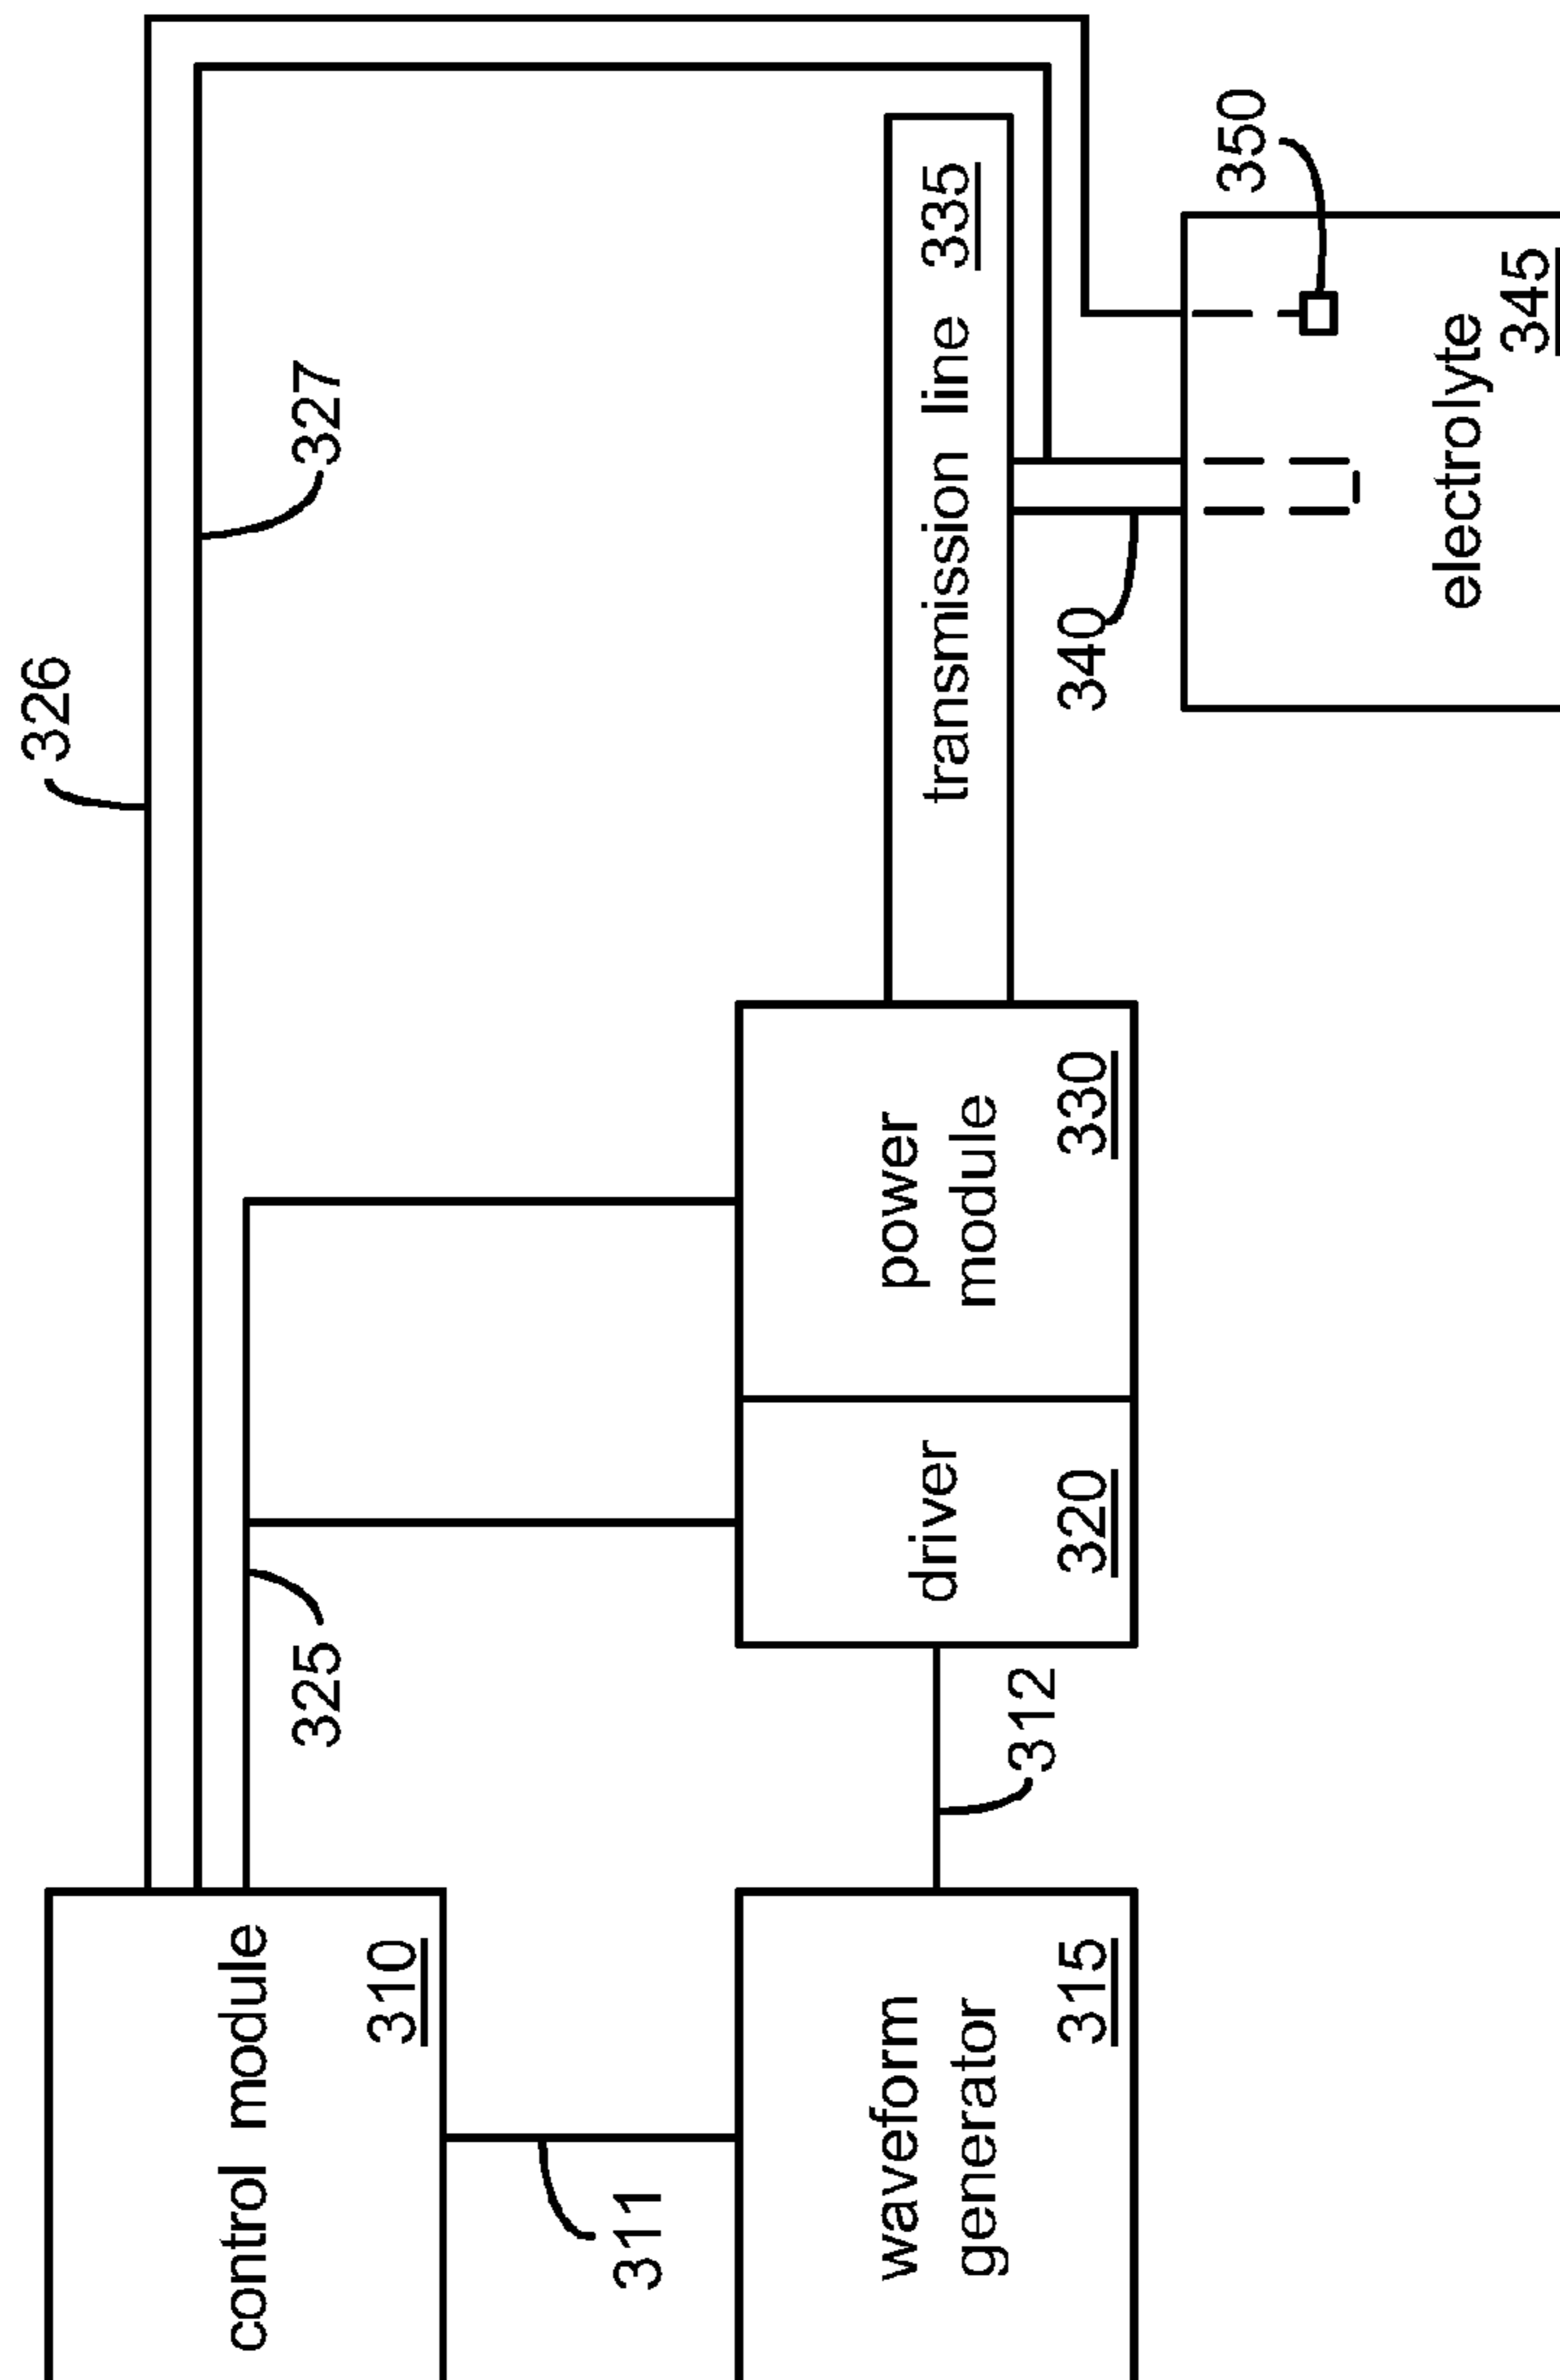 326
327
325
control module
310
311
waveform
generator
315
312
driver
320
power
module
330
transmission line 335
340
350
electrolyte
345